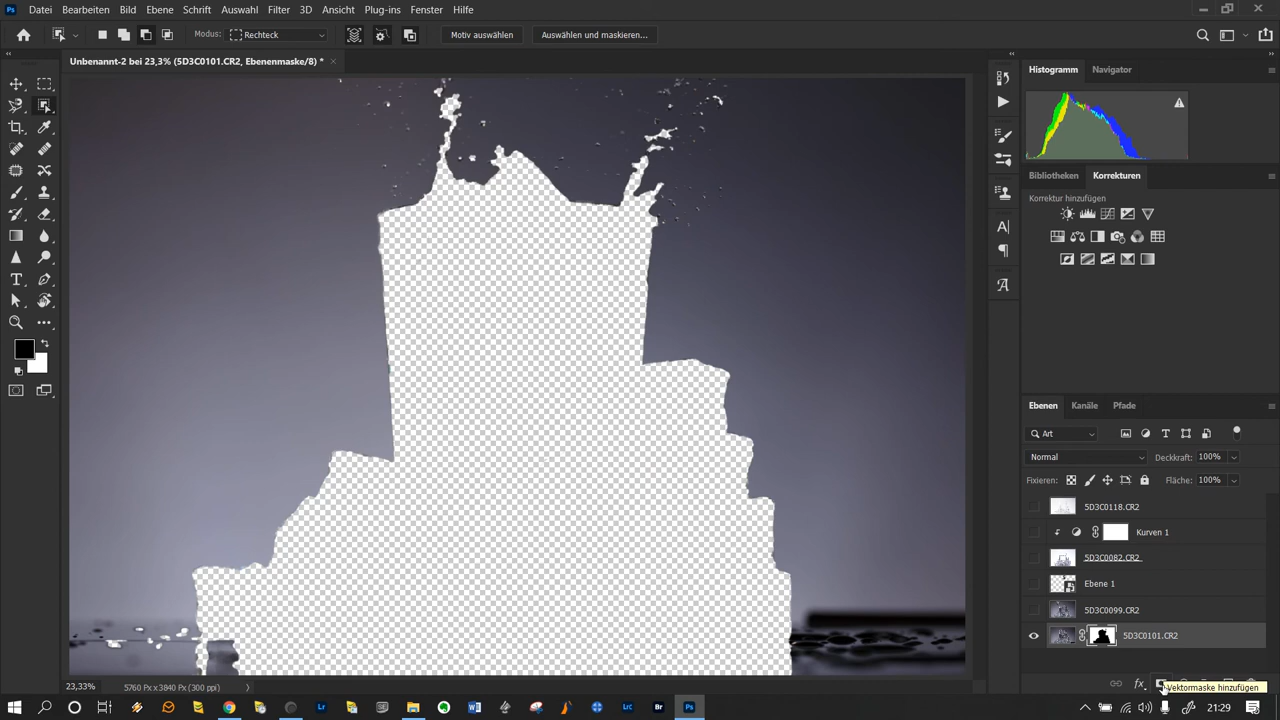 Datei Bearbeiten Bild Ebene Schrift Auswahl Filter 3D Ansicht Plug-ins Fenster Hilfe
Modus: Rechteck Motiv auswählen Auswählen und maskieren...
Unbenannt-2 bei 23,3% (5D3C0101.CR2, Ebenenmaske/8) *
Histogramm Navigator
Bibliotheken Korrekturen
Korrektur hinzufügen
Ebenen Kanäle Pfade
Art
Normal Deckkraft: 100%
Fixieren: Fläche: 100%
5D3C0118.CR2
Kurven 1
5D3C0082.CR2
Ebene 1
5D3C0099.CR2
5D3C0101.CR2
fx
Vektormaske hinzufügen
23,33% 5760 Px x 3840 Px (300 ppi)
21:29